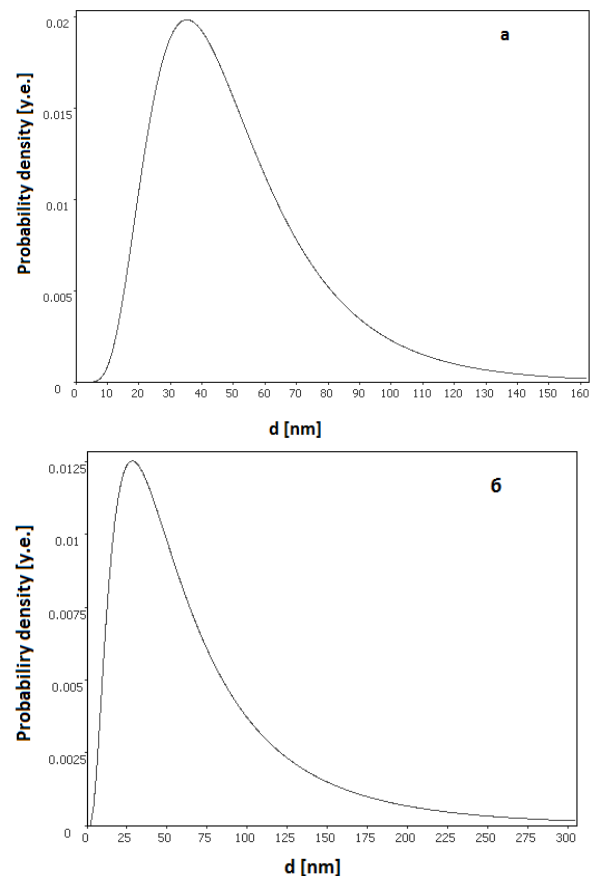 а
Probability density [y.e.]
0.02
0.015
0.01
0.005
0
0 10 20 30 40 50 60 70 80 90 100 110 120 130 140 150 160
d [nm]
б
Probabiliry density [y.e.]
0.0125
0.01
0.0075
0.005
0.0025
0
0 25 50 75 100 125 150 175 200 225 250 275 300
d [nm]